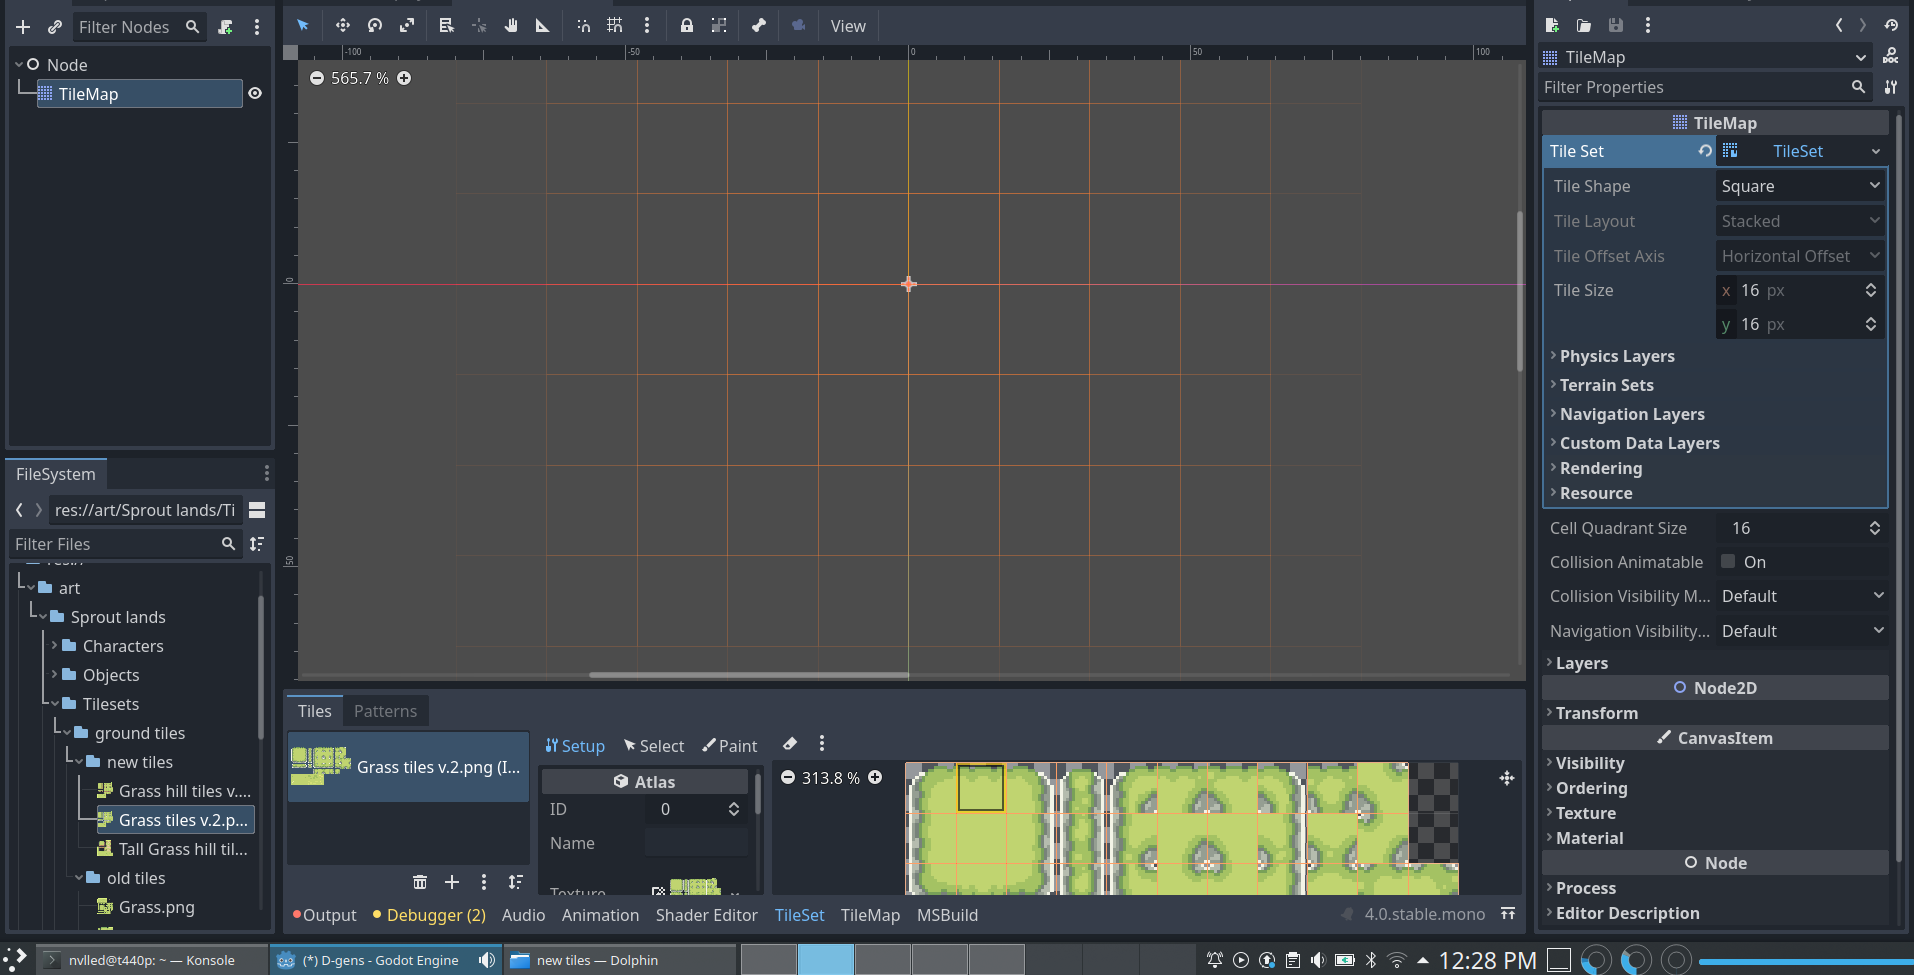 Filter Nodes
Node
TileMap
View
-100
-50
0
50
100
565.7 %
0
50
FileSystem
res://art/Sprout lands/Ti
Filter Files
art
Sprout lands
Characters
Objects
Tilesets
ground tiles
new tiles
Grass hill tiles v....
Grass tiles v.2.p...
Tall Grass hill til...
old tiles
Grass.png
Tiles
Patterns
Grass tiles v.2.png (I...
Setup
Select
Paint
Atlas
ID 0
Name
Texture
313.8 %
Output
Debugger (2)
Audio
Animation
Shader Editor
TileSet
TileMap
MSBuild
4.0.stable.mono
TileMap
DOC
Filter Properties
TileMap
Tile Set TileSet
Tile Shape Square
Tile Layout Stacked
Tile Offset Axis Horizontal Offset
Tile Size x 16 px
y 16 px
Physics Layers
Terrain Sets
Navigation Layers
Custom Data Layers
Rendering
Resource
Cell Quadrant Size 16
Collision Animatable On
Collision Visibility M... Default
Navigation Visibility... Default
Layers
Node2D
Transform
CanvasItem
Visibility
Ordering
Texture
Material
Node
Process
Editor Description
nvlled@t440p: ~ — Konsole
(*) D-gens - Godot Engine
new tiles — Dolphin
12:28 PM